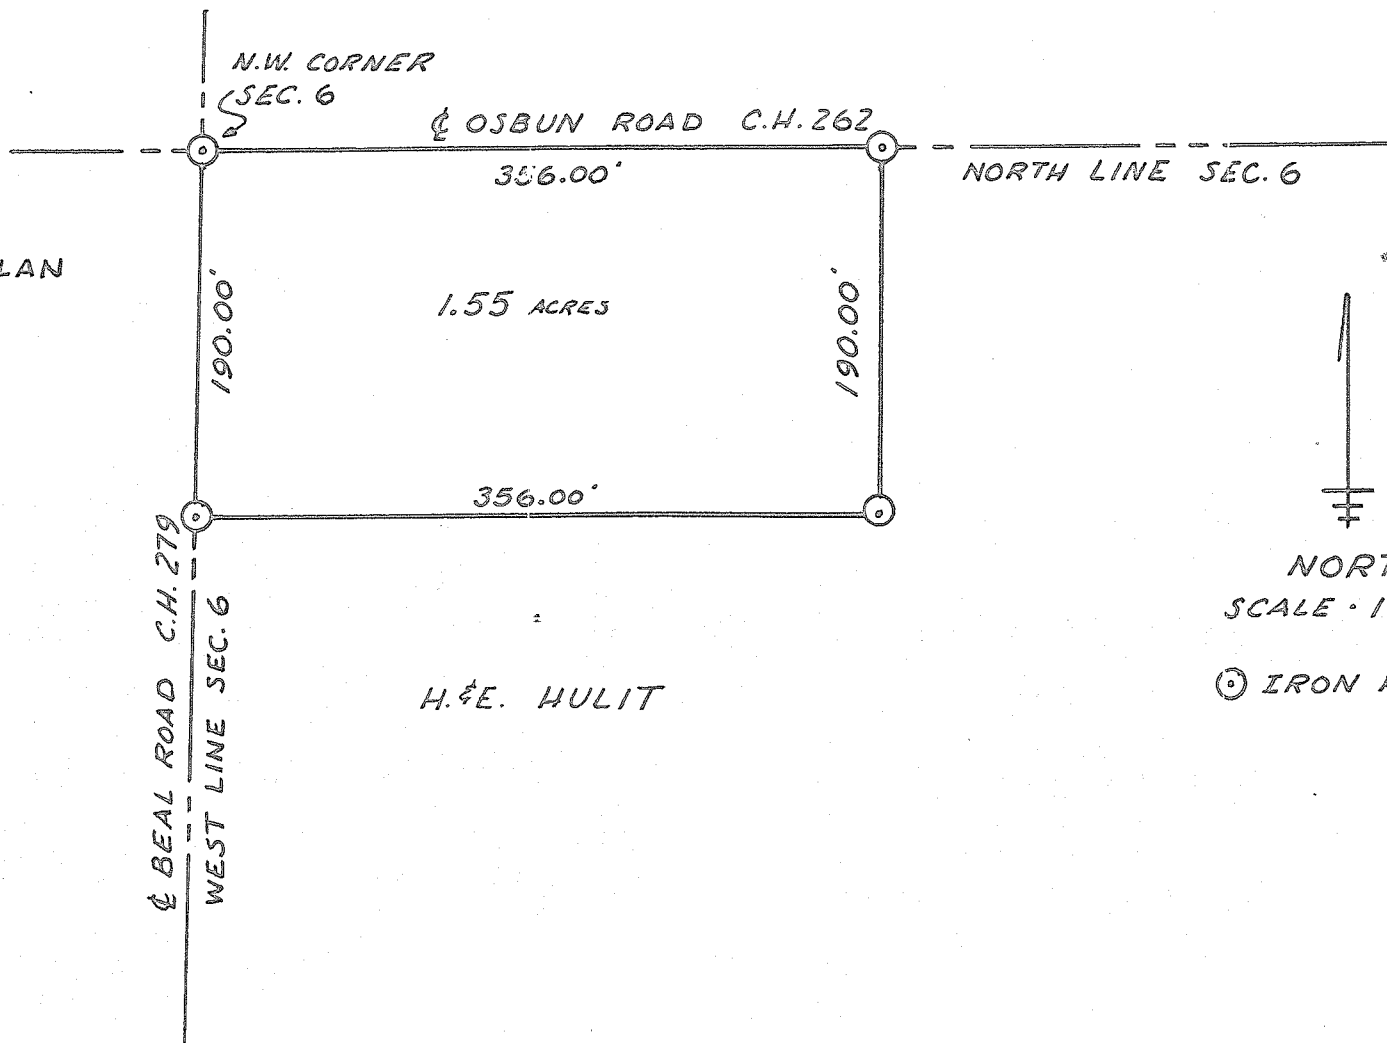 N.W. CORNER
SEC. 6
℄ OSBUN ROAD C.H. 262
356.00'
NORTH LINE SEC. 6
LAN
190.00'
1.55 ACRES
190.00'
356.00'
℄ BEAL ROAD C.H. 279
WEST LINE SEC. 6
H. & E. HULIT
NORT
SCALE · 1
IRON